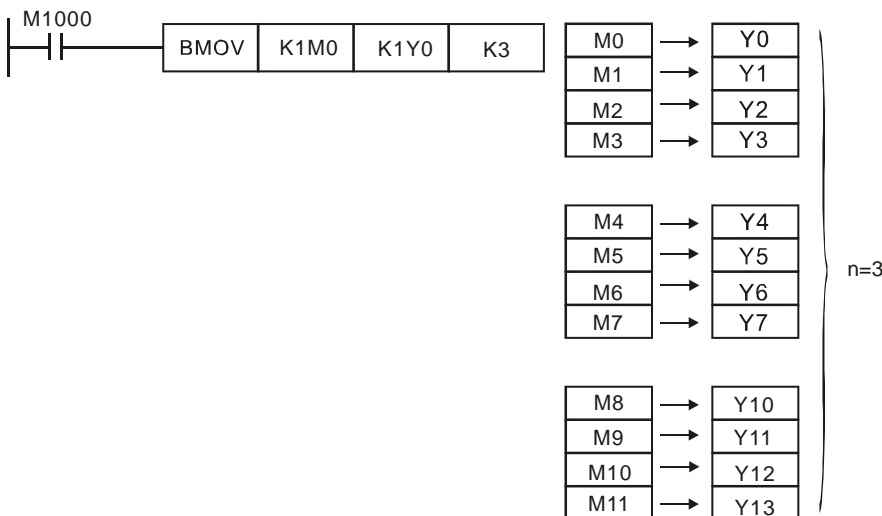 M1000
BMOV K1M0 K1Y0 K3
M0 → Y0
M1 → Y1
M2 → Y2
M3 → Y3
M4 → Y4
M5 → Y5
M6 → Y6
M7 → Y7
n=3
M8 → Y10
M9 → Y11
M10 → Y12
M11 → Y13